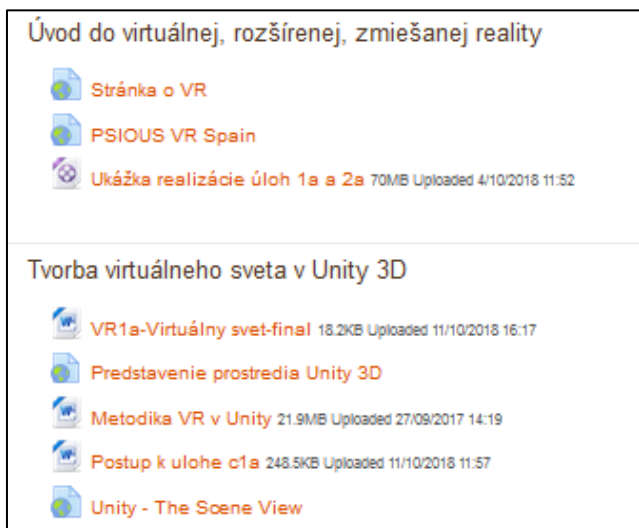 Úvod do virtuálnej, rozšírenej, zmiešanej reality
Stránka o VR
PSIOUS VR Spain
Ukážka realizácie úloh 1a a 2a 70MB Uploaded 4/10/2018 11:52
Tvorba virtuálneho sveta v Unity 3D
VR1a-Virtuálny svet-final 18.2KB Uploaded 11/10/2018 16:17
Predstavenie prostredia Unity 3D
Metodika VR v Unity 21.9MB Uploaded 27/09/2017 14:19
Postup k ulohe c1a 248.5KB Uploaded 11/10/2018 11:57
Unity - The Scene View